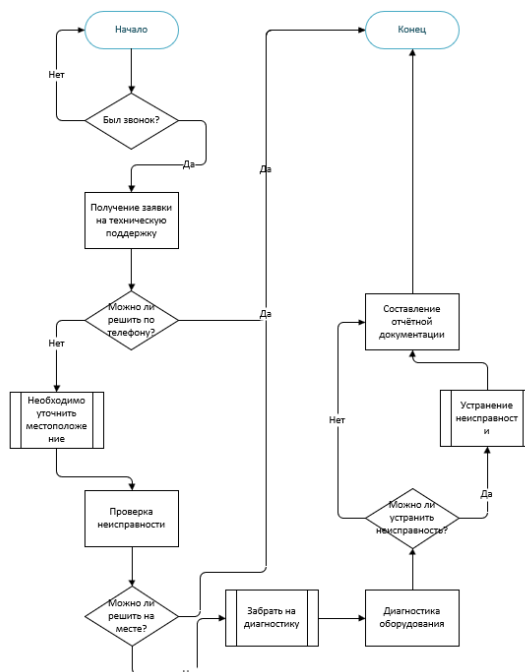 Начало
Конец
Нет
Был звонок?
Да
Да
Получение заявки
на техническую
поддержку
Можно ли
решить по
телефону?
Да
Нет
Необходимо
уточнить
местоположе
ние
Проверка
неисправности
Можно ли
решить на
месте?
Забрать на
диагностику
Диагностика
оборудования
Можно ли
устранить
неисправность?
Нет
Да
Устранение
неисправност
и
Составление
отчётной
документации